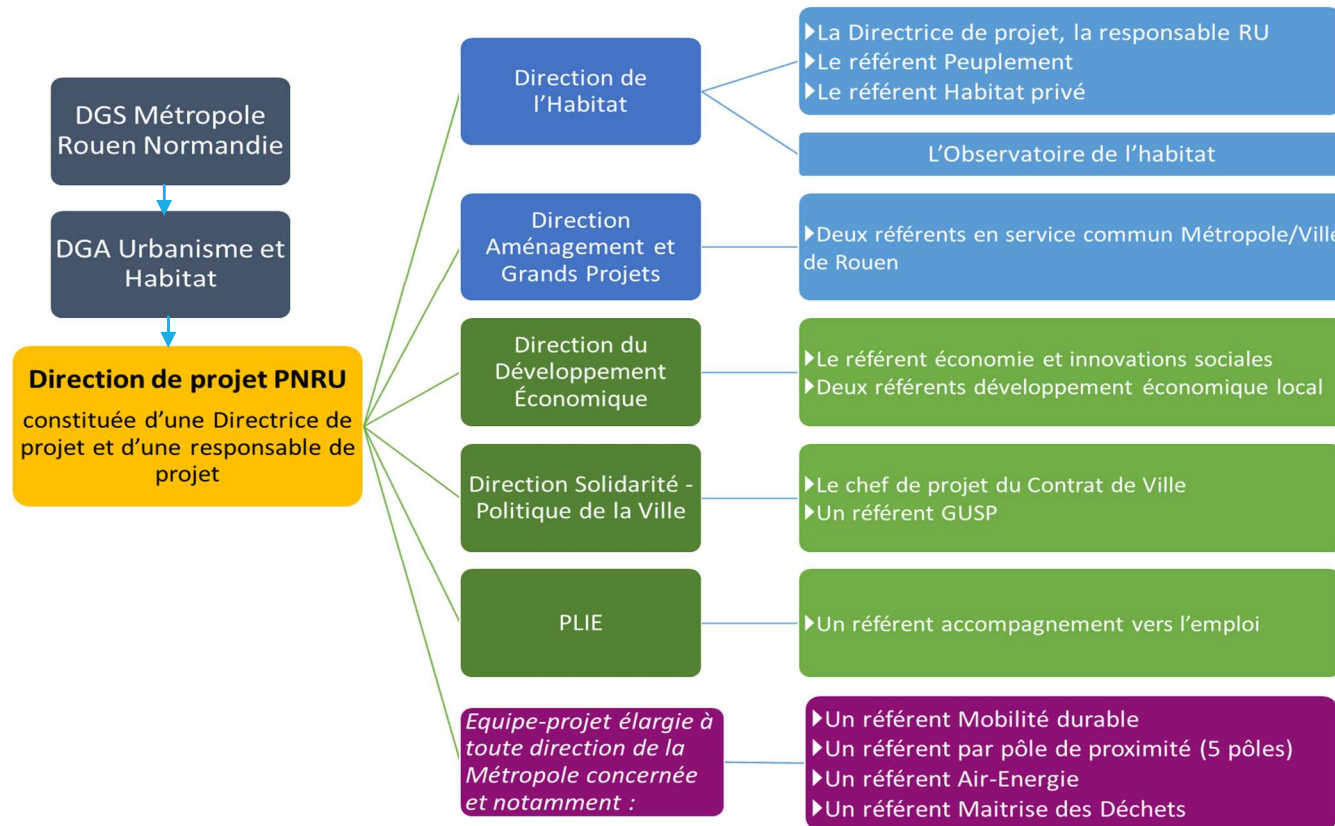 DGS Métropole
Rouen Normandie
DGA Urbanisme et
Habitat
Direction de projet PNRU
constituée d’une Directrice de
projet et d’une responsable de
projet
Direction de
l’Habitat
▶La Directrice de projet, la responsable RU
▶Le référent Peuplement
▶Le référent Habitat privé
L’Observatoire de l’habitat
Direction
Aménagement et
Grands Projets
▶Deux référents en service commun Métropole/Ville
de Rouen
Direction du
Développement
Économique
▶Le référent économie et innovations sociales
▶Deux référents développement économique local
Direction Solidarité -
Politique de la Ville
▶Le chef de projet du Contrat de Ville
▶Un référent GUSP
PLIE
▶Un référent accompagnement vers l’emploi
Equipe-projet élargie à
toute direction de la
Métropole concernée
et notamment :
▶Un référent Mobilité durable
▶Un référent par pôle de proximité (5 pôles)
▶Un référent Air-Energie
▶Un référent Maitrise des Déchets